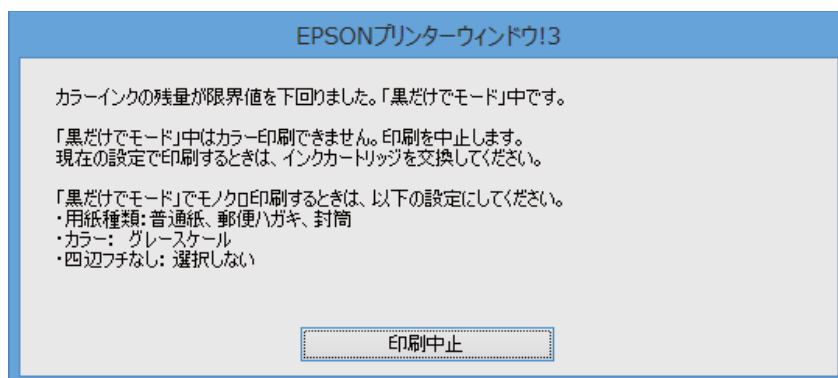 EPSONプリンターウィンドウ!3
カラーインクの残量が限界値を下回りました。「黒だけでモード」中です。
「黒だけでモード」中はカラー印刷できません。印刷を中止します。
現在の設定で印刷するときは、インクカートリッジを交換してください。
「黒だけでモード」でモノクロ印刷するときは、以下の設定にしてください。
・用紙種類：普通紙、郵便ハガキ、封筒
・カラー： グレースケール
・四辺フチなし： 選択しない
印刷中止